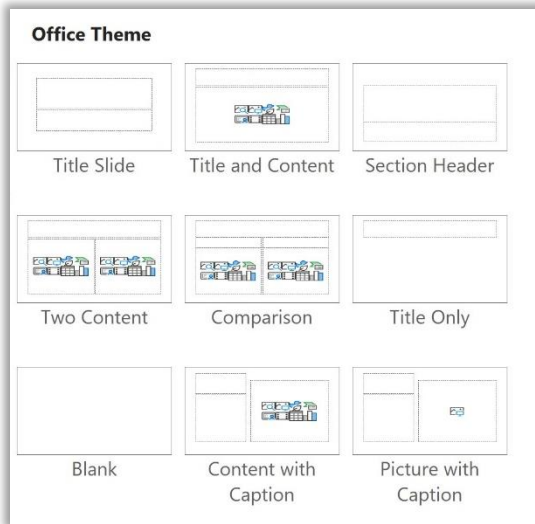 Office Theme
Title Slide
Title and Content
Section Header
Two Content
Comparison
Title Only
Blank
Content with
Caption
Picture with
Caption